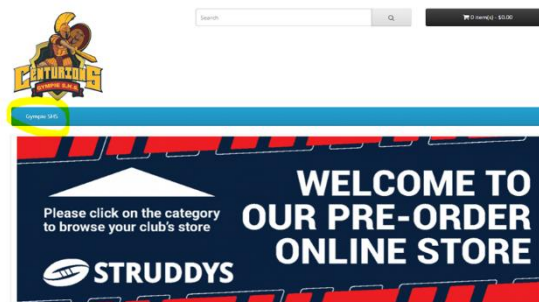 Search
0 item(s) - $0.00
CENTURIONS
GYMPIE S.H.S
Gympie SHS
Please click on the category
to browse your club's store
WELCOME TO
OUR PRE-ORDER
ONLINE STORE
STRUDDYS